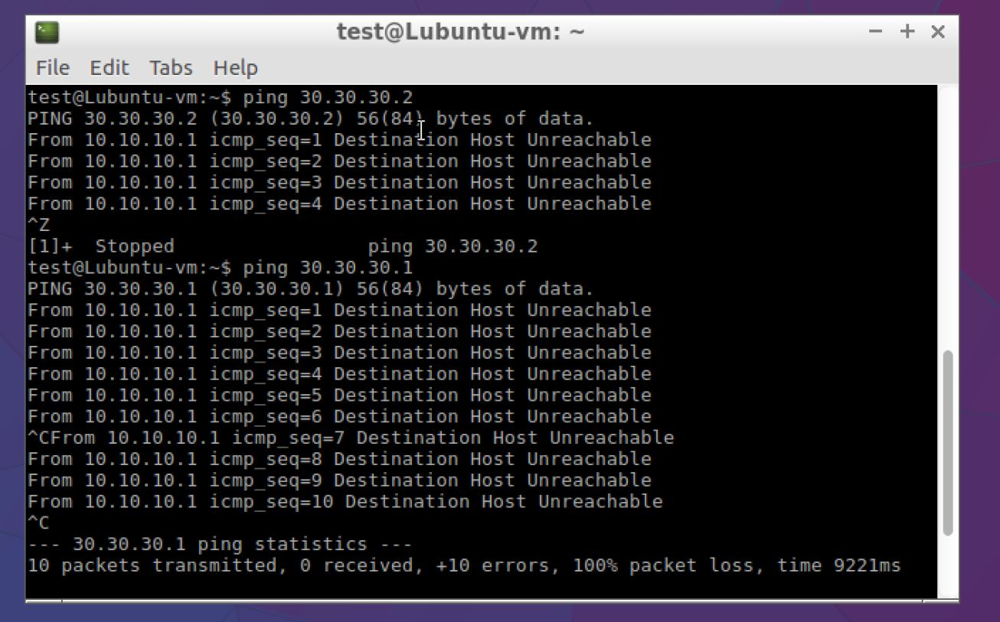 test@Lubuntu-vm: ~
File Edit Tabs Help
test@Lubuntu-vm:~$ ping 30.30.30.2
PING 30.30.30.2 (30.30.30.2) 56(84) bytes of data.
From 10.10.10.1 icmp_seq=1 Destination Host Unreachable
From 10.10.10.1 icmp_seq=2 Destination Host Unreachable
From 10.10.10.1 icmp_seq=3 Destination Host Unreachable
From 10.10.10.1 icmp_seq=4 Destination Host Unreachable
^Z
[1]+  Stopped                 ping 30.30.30.2
test@Lubuntu-vm:~$ ping 30.30.30.1
PING 30.30.30.1 (30.30.30.1) 56(84) bytes of data.
From 10.10.10.1 icmp_seq=1 Destination Host Unreachable
From 10.10.10.1 icmp_seq=2 Destination Host Unreachable
From 10.10.10.1 icmp_seq=3 Destination Host Unreachable
From 10.10.10.1 icmp_seq=4 Destination Host Unreachable
From 10.10.10.1 icmp_seq=5 Destination Host Unreachable
From 10.10.10.1 icmp_seq=6 Destination Host Unreachable
^CFrom 10.10.10.1 icmp_seq=7 Destination Host Unreachable
From 10.10.10.1 icmp_seq=8 Destination Host Unreachable
From 10.10.10.1 icmp_seq=9 Destination Host Unreachable
From 10.10.10.1 icmp_seq=10 Destination Host Unreachable
^C
--- 30.30.30.1 ping statistics ---
10 packets transmitted, 0 received, +10 errors, 100% packet loss, time 9221ms